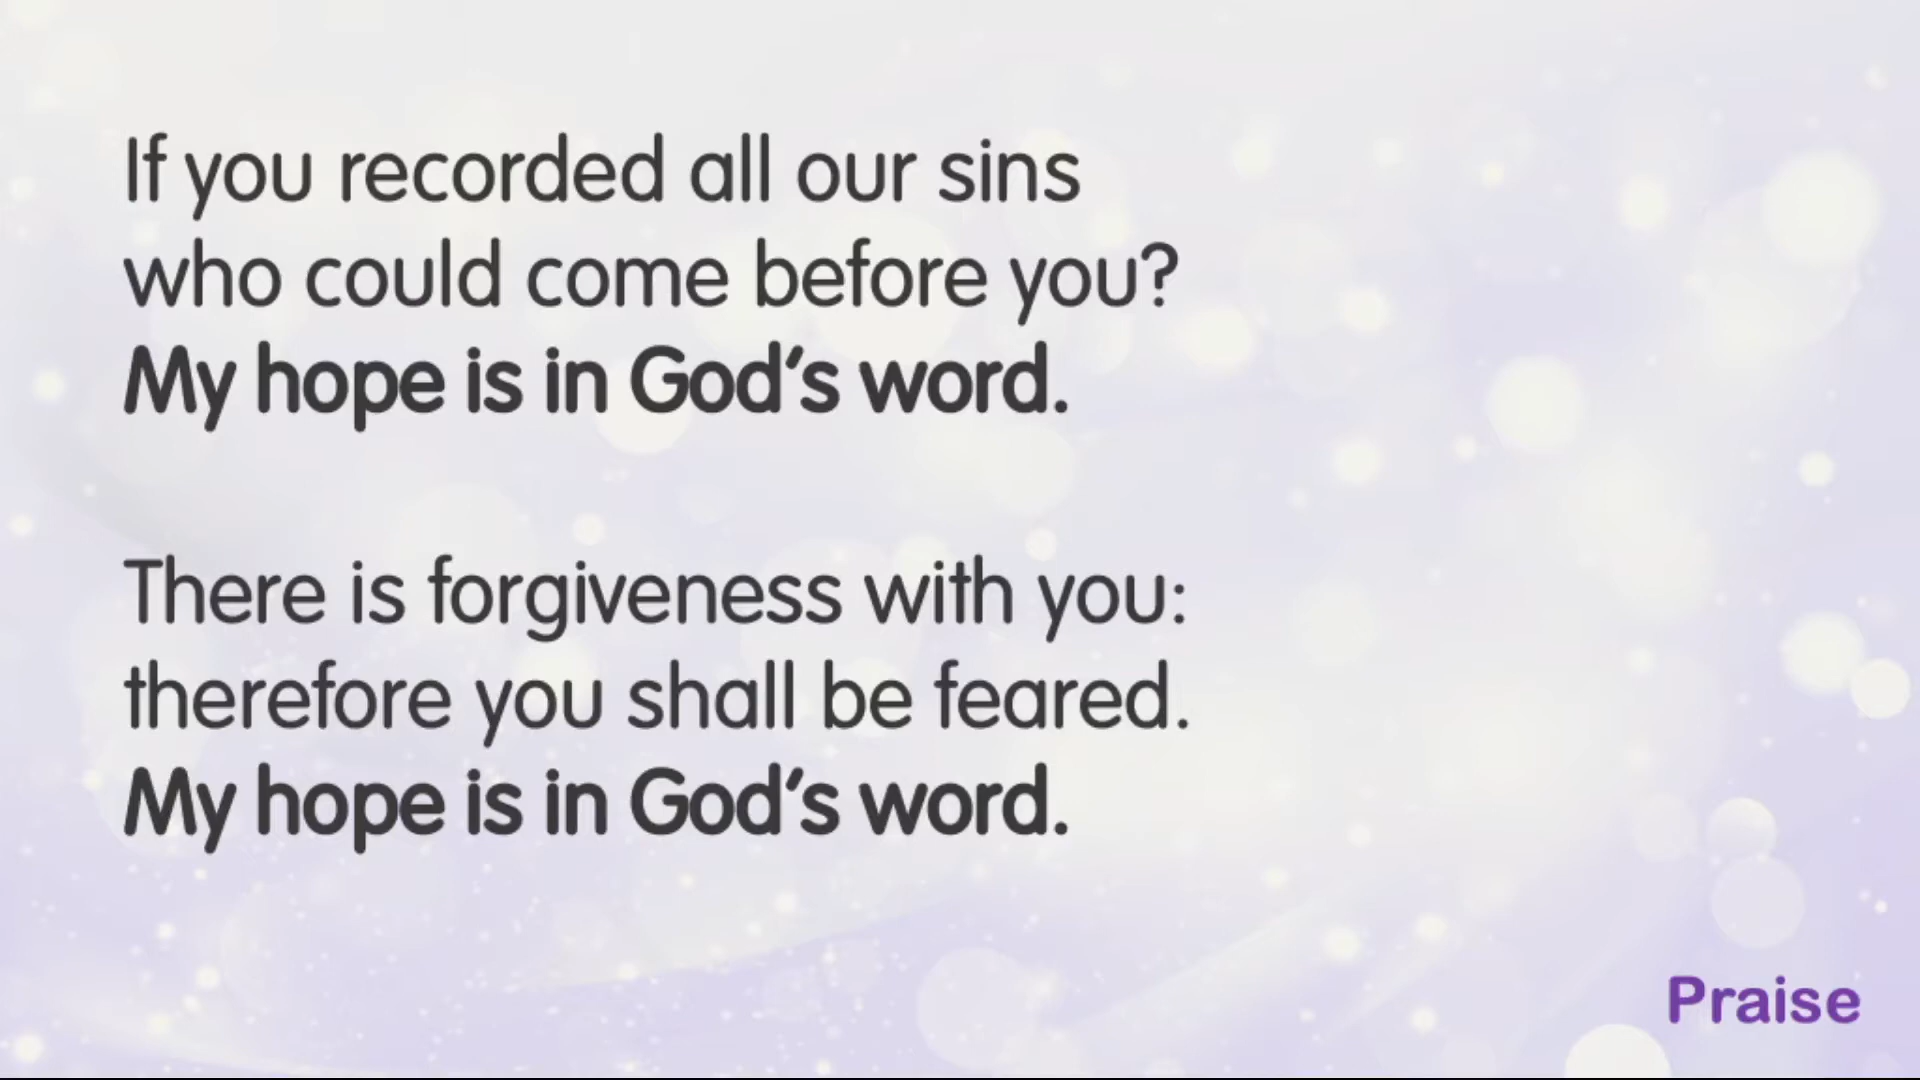 If you recorded all our sins
who could come before you?
My hope is in God's word.
There is forgiveness with you:
therefore you shall be feared.
My hope is in God's word.
Praise